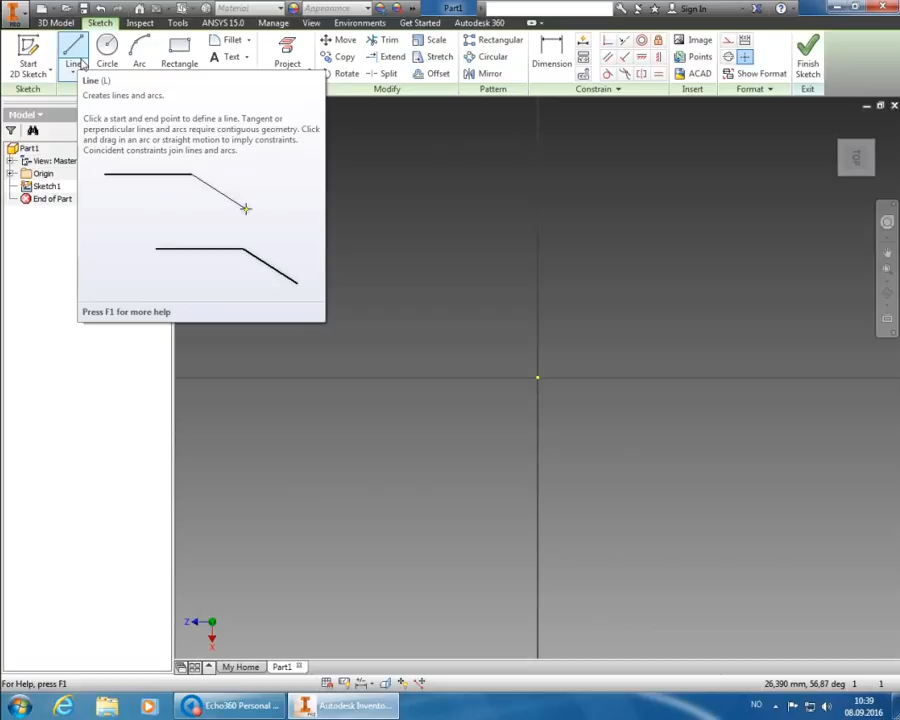 Material
Appearance
Part1
Sign In
PRO
3D Model Sketch Inspect Tools ANSYS 15.0 Manage View Environments Get Started Autodesk 360
Start
2D Sketch
Line
Circle
Arc
Rectangle
Fillet
Text
Project
Move Trim Scale
Copy Extend Stretch
Rotate Split Offset
Rectangular
Circular
Mirror
Dimension
Image
Points
ACAD
Show Format
Finish
Sketch
Sketch Modify Pattern Constrain Insert Format Exit
Line (L)
Creates lines and arcs.
Click a start and end point to define a line. Tangent or
perpendicular lines and arcs require contiguous geometry. Click
and drag in an arc or straight motion to imply constraints.
Coincident constraints join lines and arcs.
Press F1 for more help
Model
Part1
View: Master
Origin
Sketch1
End of Part
TOP
Z
X
My Home Part1
For Help, press F1
26,390 mm, 56,87 deg 1 1
Echo360 Personal ...
Autodesk Invento...
NO
10:39
08.09.2016